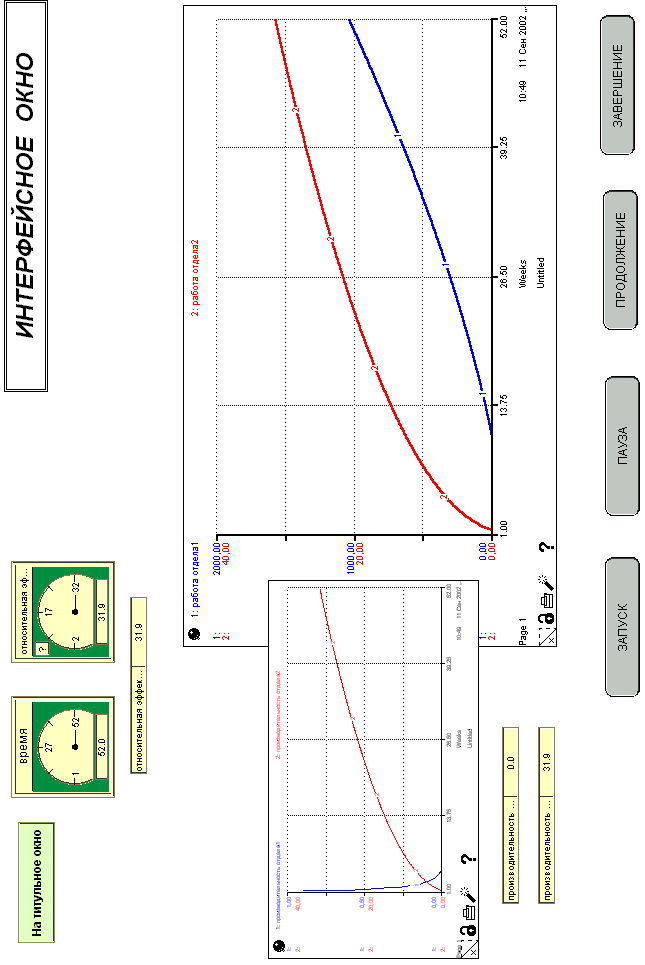 ИНТЕРФЕЙСНОЕ ОКНО
На титульное окно
время
27
1
52
52.0
относительная эф...
?
17
2
32
31.9
относительная эффек...
31.9
1: работа отдела1
2: работа отдела2
1:
2:
2000.00
40.00
1:
2:
1000.00
20.00
1:
2:
0.00
0.00
1.00
13.75
26.50
39.25
52.00
Page 1
Weeks
10:49
11 Сен 2002 ...
Untitled
?
1: производительность отдела1
2: производительность отдела2
1:
2:
1,00
40,00
1:
2:
0,50
20,00
1:
2:
0,00
0,00
1.00
13.75
26.50
39.25
52.00
Weeks
10:49
11 Сен 2002 ...
Untitled
?
производительность ...
0.0
производительность ...
31.9
ЗАПУСК
ПАУЗА
ПРОДОЛЖЕНИЕ
ЗАВЕРШЕНИЕ